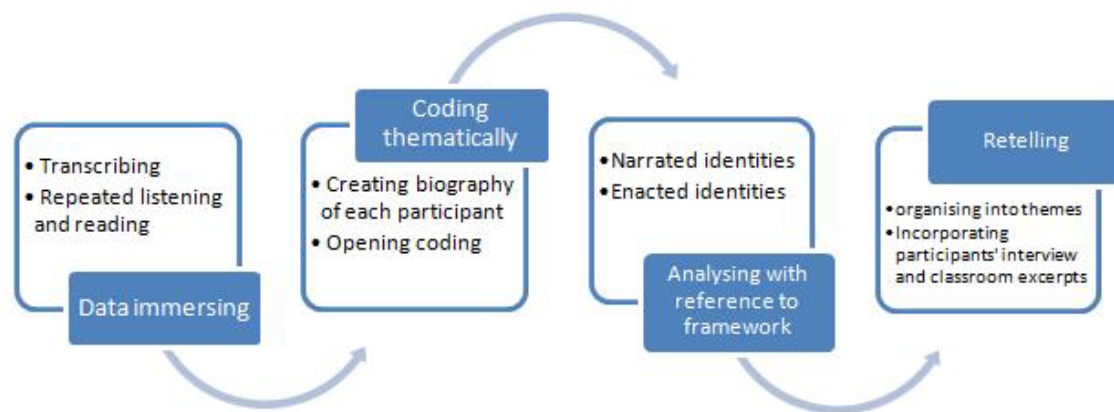 • Transcribing
• Repeated listening
and reading
Data immersing
Coding
thematically
• Creating biography
of each participant
• Opening coding
• Narrated identities
• Enacted identities
Analysing with
reference to
framework
Retelling
• organising into themes
• Incorporating
participants' interview
and classroom excerpts